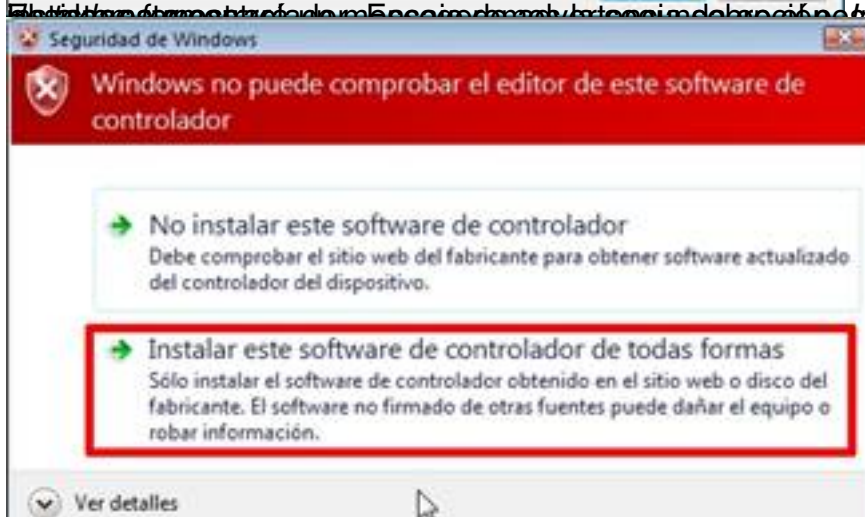 Seguridad de Windows
Windows no puede comprobar el editor de este software de
controlador
No instalar este software de controlador
Debe comprobar el sitio web del fabricante para obtener software actualizado
del controlador del dispositivo.
Instalar este software de controlador de todas formas
Sólo instalar el software de controlador obtenido en el sitio web o disco del
fabricante. El software no firmado de otras fuentes puede dañar el equipo o
robar información.
Ver detalles